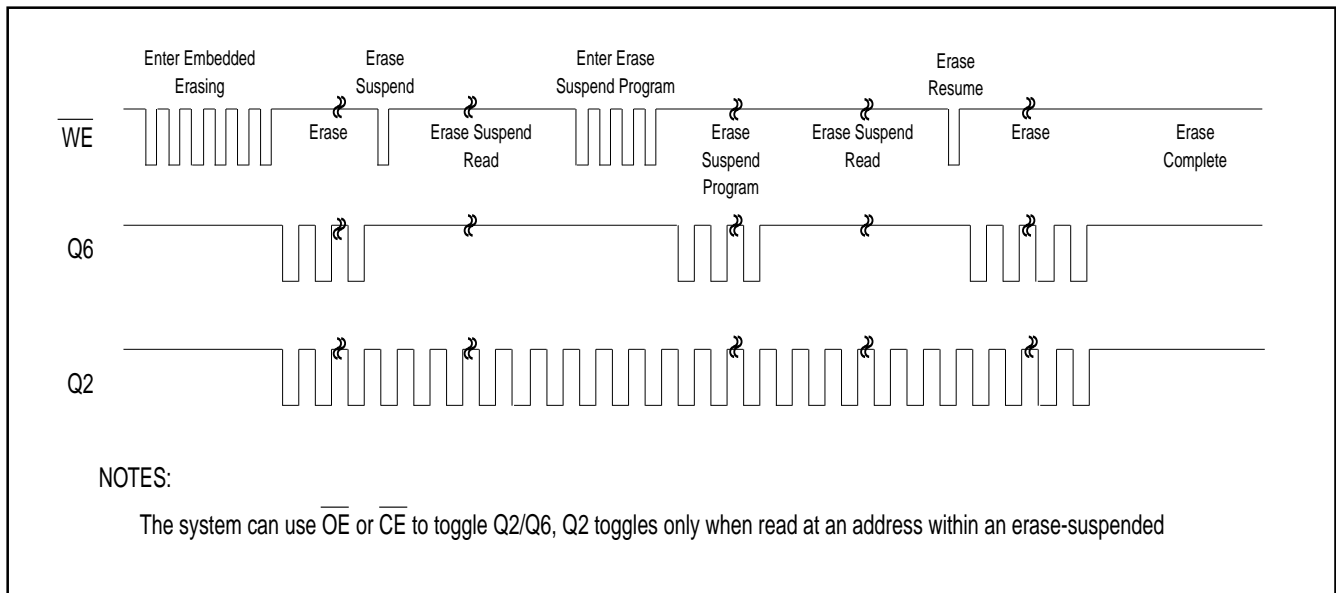 Enter Embedded
Erasing
Erase
Suspend
Enter Erase
Suspend Program
Erase
Resume
WE
Erase
Erase Suspend
Read
Erase
Suspend
Program
Erase Suspend
Read
Erase
Erase
Complete
Q6
Q2
NOTES:
The system can use OE or CE to toggle Q2/Q6, Q2 toggles only when read at an address within an erase-suspended